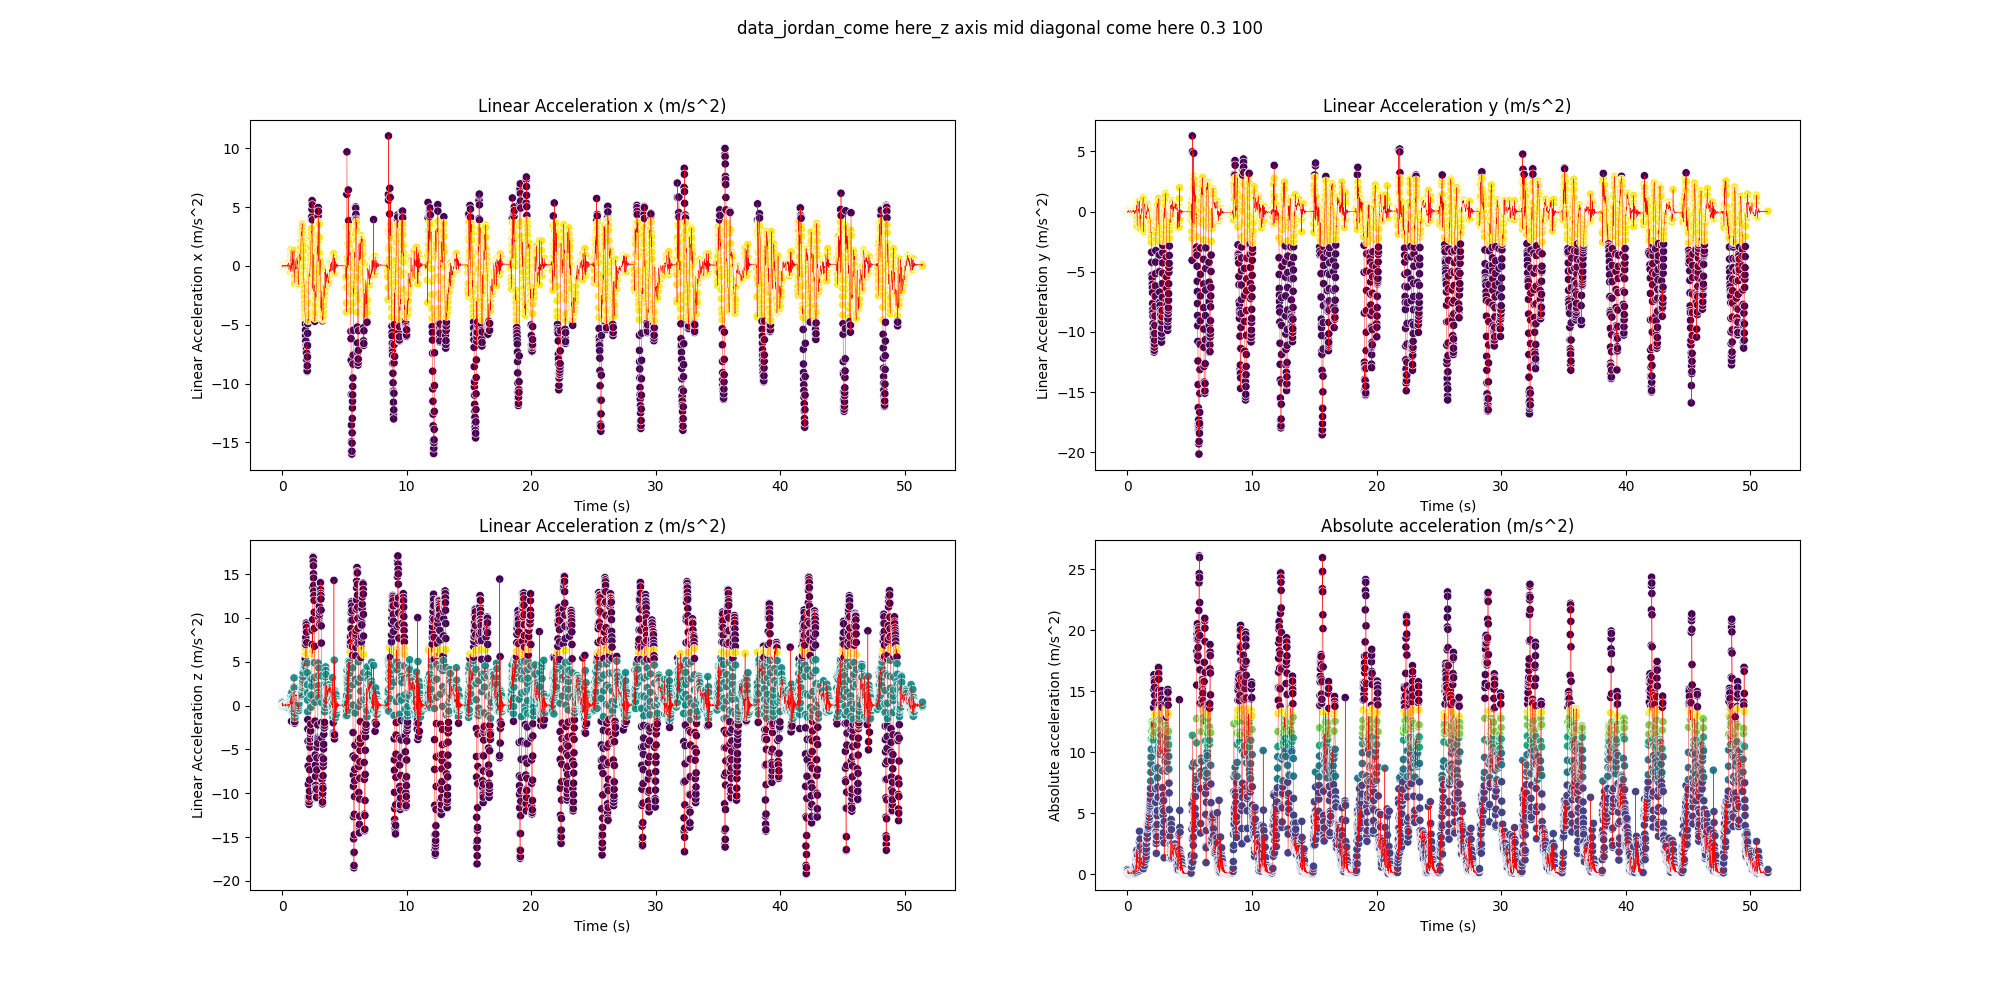 data_jordan_come here_z axis mid diagonal come here 0.3 100
Linear Acceleration x (m/s^2)
Linear Acceleration x (m/s^2)
10
5
0
−5
−10
−15
0 10 20 30 40 50
Time (s)
Linear Acceleration y (m/s^2)
Linear Acceleration y (m/s^2)
5
0
−5
−10
−15
−20
0 10 20 30 40 50
Time (s)
Linear Acceleration z (m/s^2)
Linear Acceleration z (m/s^2)
15
10
5
0
−5
−10
−15
−20
0 10 20 30 40 50
Time (s)
Absolute acceleration (m/s^2)
Absolute acceleration (m/s^2)
25
20
15
10
5
0
0 10 20 30 40 50
Time (s)